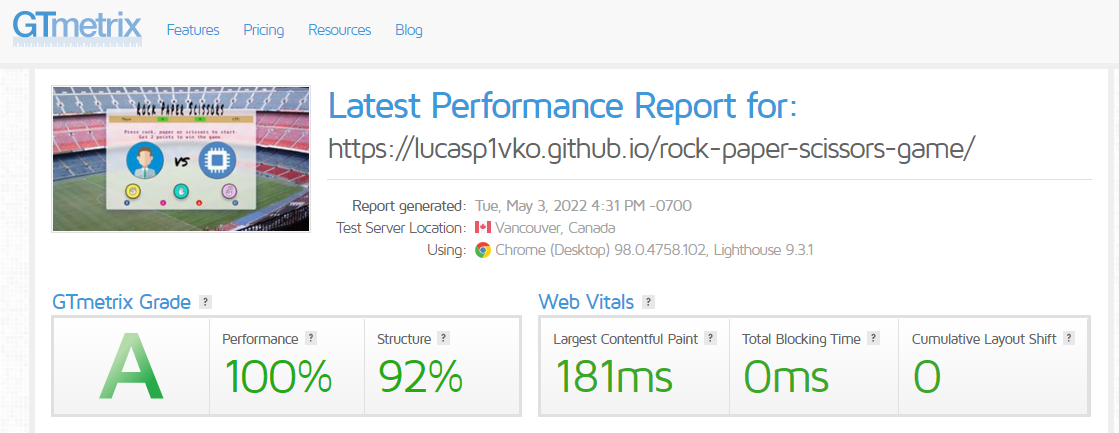 GTmetrix
Features Pricing Resources Blog
Rock Paper Scissors
Press rock, paper or scissors to start.
Get 3 points to win the game.
VS
Latest Performance Report for:
https://lucasp1vko.github.io/rock-paper-scissors-game/
Report generated: Tue, May 3, 2022 4:31 PM -0700
Test Server Location: Vancouver, Canada
Using: Chrome (Desktop) 98.0.4758.102, Lighthouse 9.3.1
GTmetrix Grade ?
Web Vitals ?
A
Performance ?
100%
Structure ?
92%
Largest Contentful Paint ?
181ms
Total Blocking Time ?
0ms
Cumulative Layout Shift ?
0